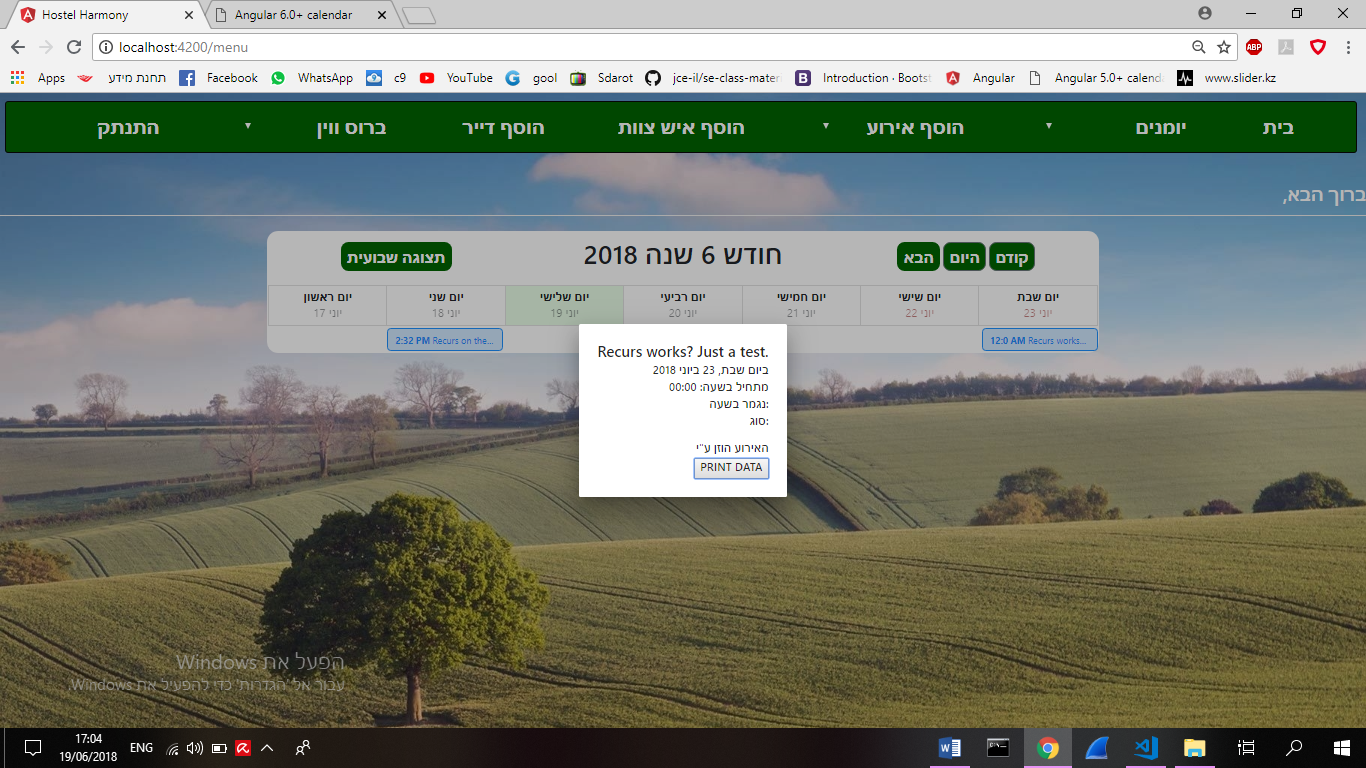 Hostel Harmony
Angular 6.0+ calendar
localhost:4200/menu
ABP
Apps
תחנת מידע
Facebook
WhatsApp
c9
YouTube
gool
Sdarot
jce-il/se-class-mater
Introduction · Bootst
Angular
Angular 5.0+ calenda
www.slider.kz
בית
יומנים
הוסף אירוע
הוסף איש צוות
הוסף דייר
ברוס ווין
התנתק
ברוך הבא,
קודם
היום
הבא
חודש 6 שנה 2018
תצוגה שבועית
יום ראשון
יום שני
יום שלישי
יום רביעי
יום חמישי
יום שישי
יום שבת
יוני 17
יוני 18
יוני 19
יוני 20
יוני 21
יוני 22
יוני 23
2:32 PM Recurs on the...
12:0 AM Recurs works...
Recurs works? Just a test.
ביום שבת, 23 ביוני 2018
מתחיל בשעה: 00:00
נגמר בשעה:
סוג:
האירוע הוזן ע"י
PRINT DATA
הפעל את Windows
עבור אל 'הגדרות' כדי להפעיל את Windows.
17:04
19/06/2018
ENG